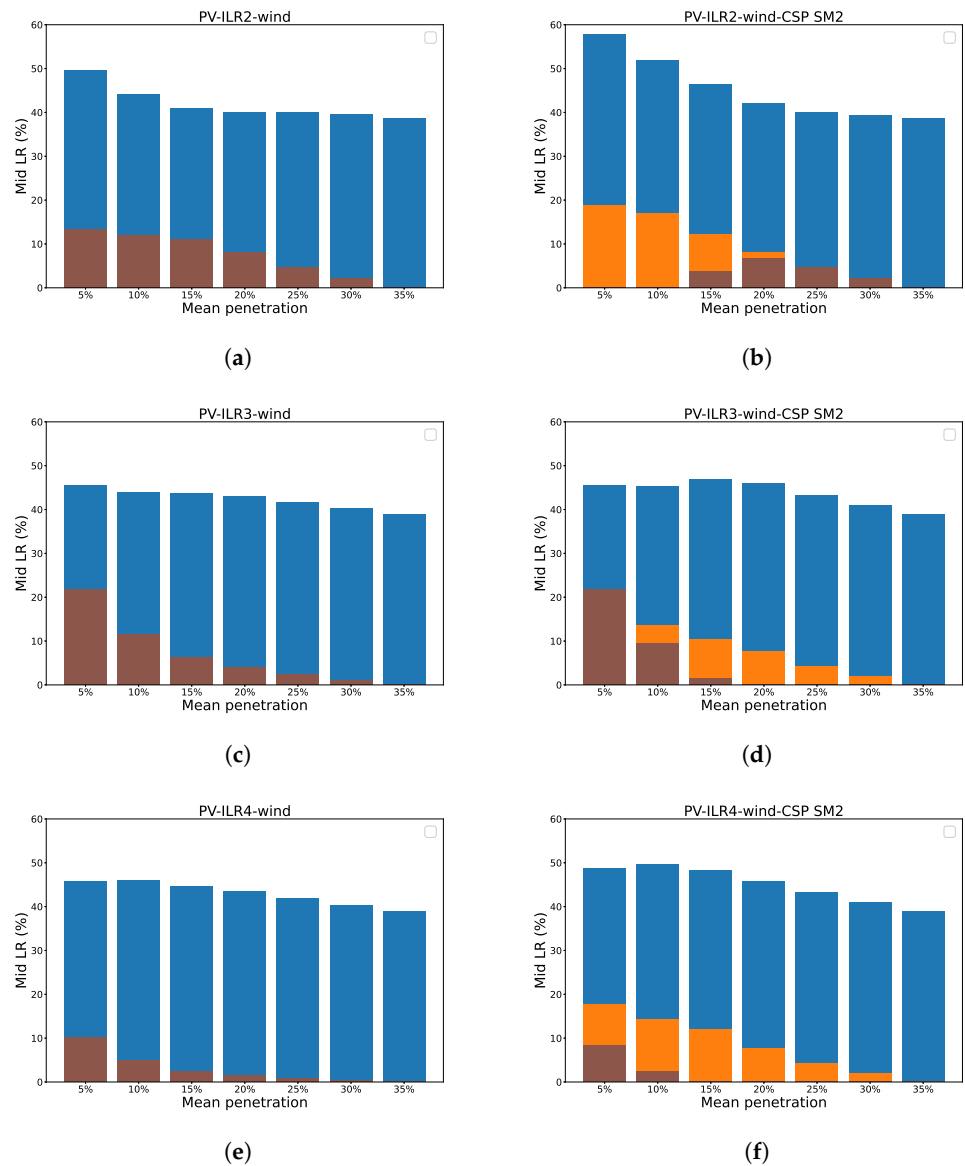 PV-ILR2-wind
60
50
40
30
20
10
0
Mid LR (%)
5% 10% 15% 20% 25% 30% 35%
Mean penetration
(a)
PV-ILR2-wind-CSP SM2
60
50
40
30
20
10
0
Mid LR (%)
5% 10% 15% 20% 25% 30% 35%
Mean penetration
(b)
PV-ILR3-wind
60
50
40
30
20
10
0
Mid LR (%)
5% 10% 15% 20% 25% 30% 35%
Mean penetration
(c)
PV-ILR3-wind-CSP SM2
60
50
40
30
20
10
0
Mid LR (%)
5% 10% 15% 20% 25% 30% 35%
Mean penetration
(d)
PV-ILR4-wind
60
50
40
30
20
10
0
Mid LR (%)
5% 10% 15% 20% 25% 30% 35%
Mean penetration
(e)
PV-ILR4-wind-CSP SM2
60
50
40
30
20
10
0
Mid LR (%)
5% 10% 15% 20% 25% 30% 35%
Mean penetration
(f)